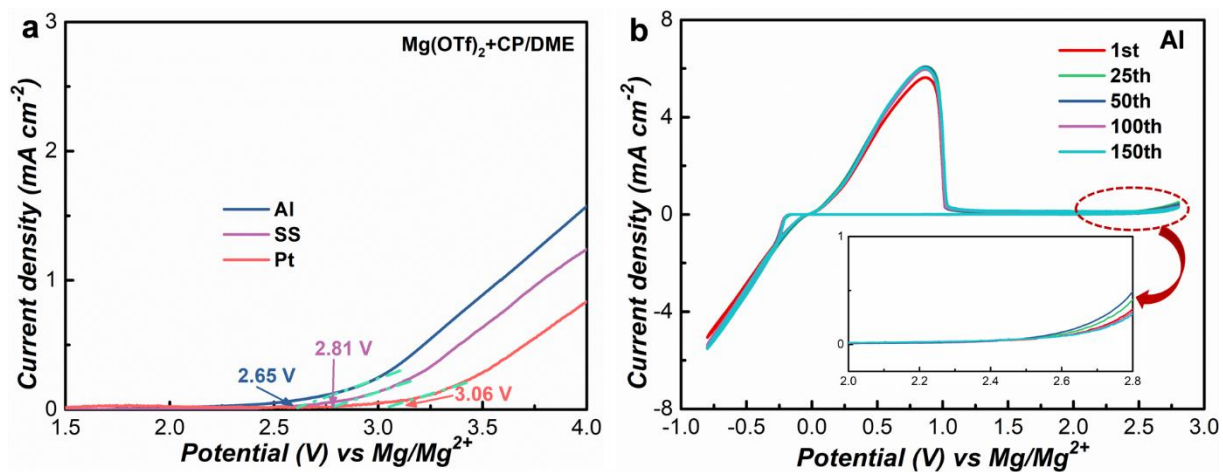 a
Mg(OTf)₂+CP/DME
Al
SS
Pt
2.65 V
2.81 V
3.06 V
Current density (mA cm⁻²)
3
2
1
0
1.5 2.0 2.5 3.0 3.5 4.0
Potential (V) vs Mg/Mg²⁺
b
Al
1st
25th
50th
100th
150th
Current density (mA cm⁻²)
8
4
0
-4
-8
1
0
2.0 2.2 2.4 2.6 2.8
-1.0 -0.5 0.0 0.5 1.0 1.5 2.0 2.5 3.0
Potential (V) vs Mg/Mg²⁺